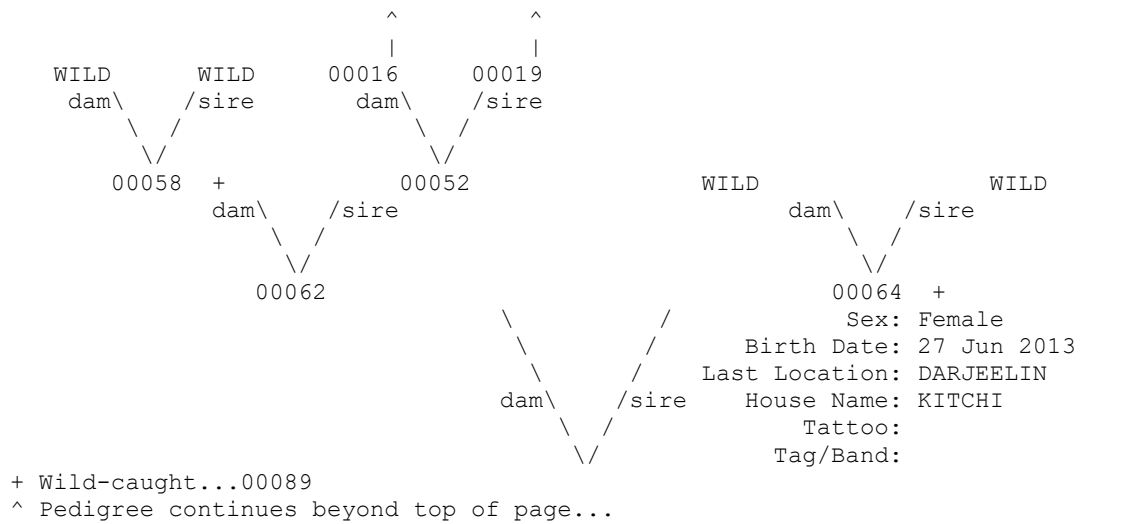 ^ ^
| |
WILD WILD 00016 00019
dam\ /sire dam\ /sire
\ / \ /
\/ \/
00058 + 00052 WILD WILD
dam\ /sire dam\ /sire
\ / \ /
\/ \/
00062 00064 +
\ / Sex: Female
\ / Birth Date: 27 Jun 2013
\ / Last Location: DARJEELIN
dam\ /sire House Name: KITCHI
\ / Tattoo:
\/ Tag/Band:
+ Wild-caught...00089
^ Pedigree continues beyond top of page...